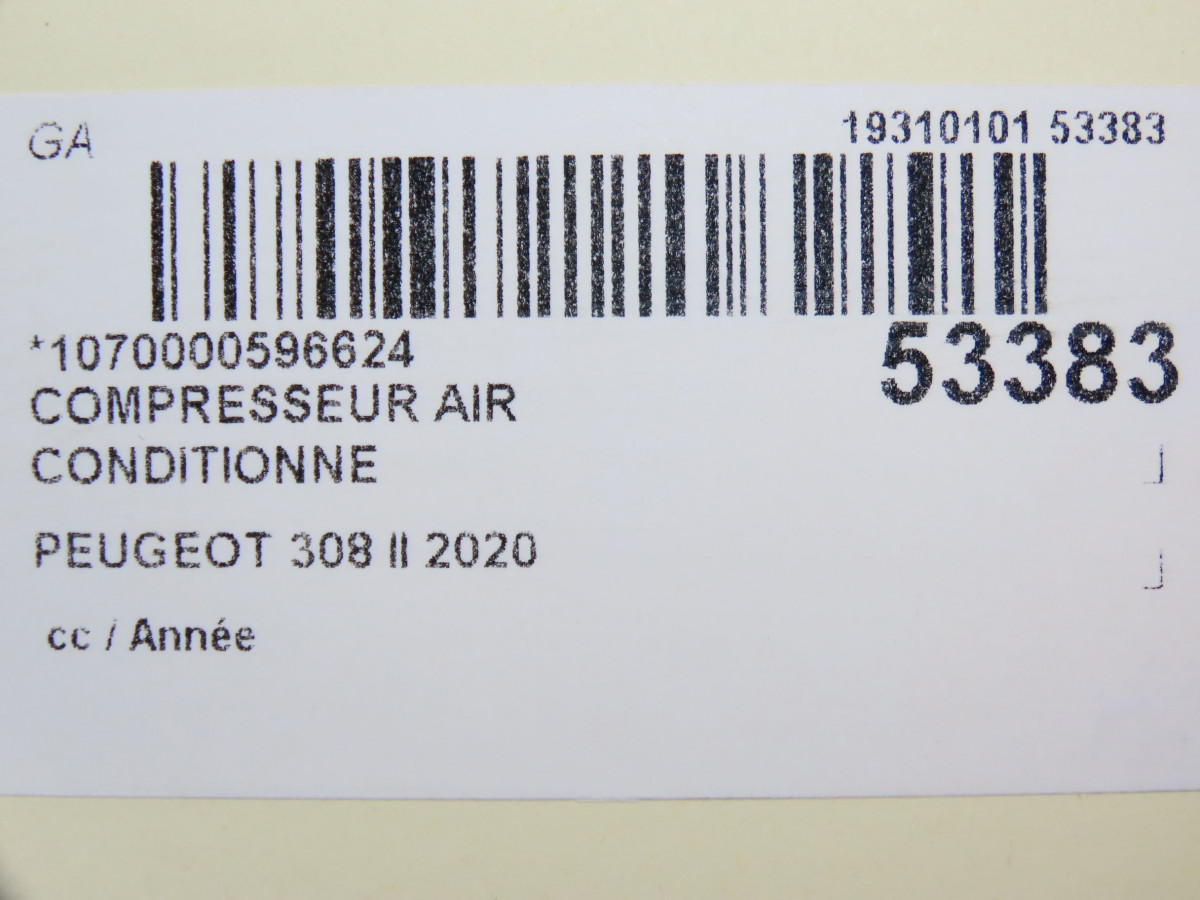 GA
19310101 53383
*1070000596624
53383
COMPRESSEUR AIR
CONDITIONNE
PEUGEOT 308 II 2020
cc / Année